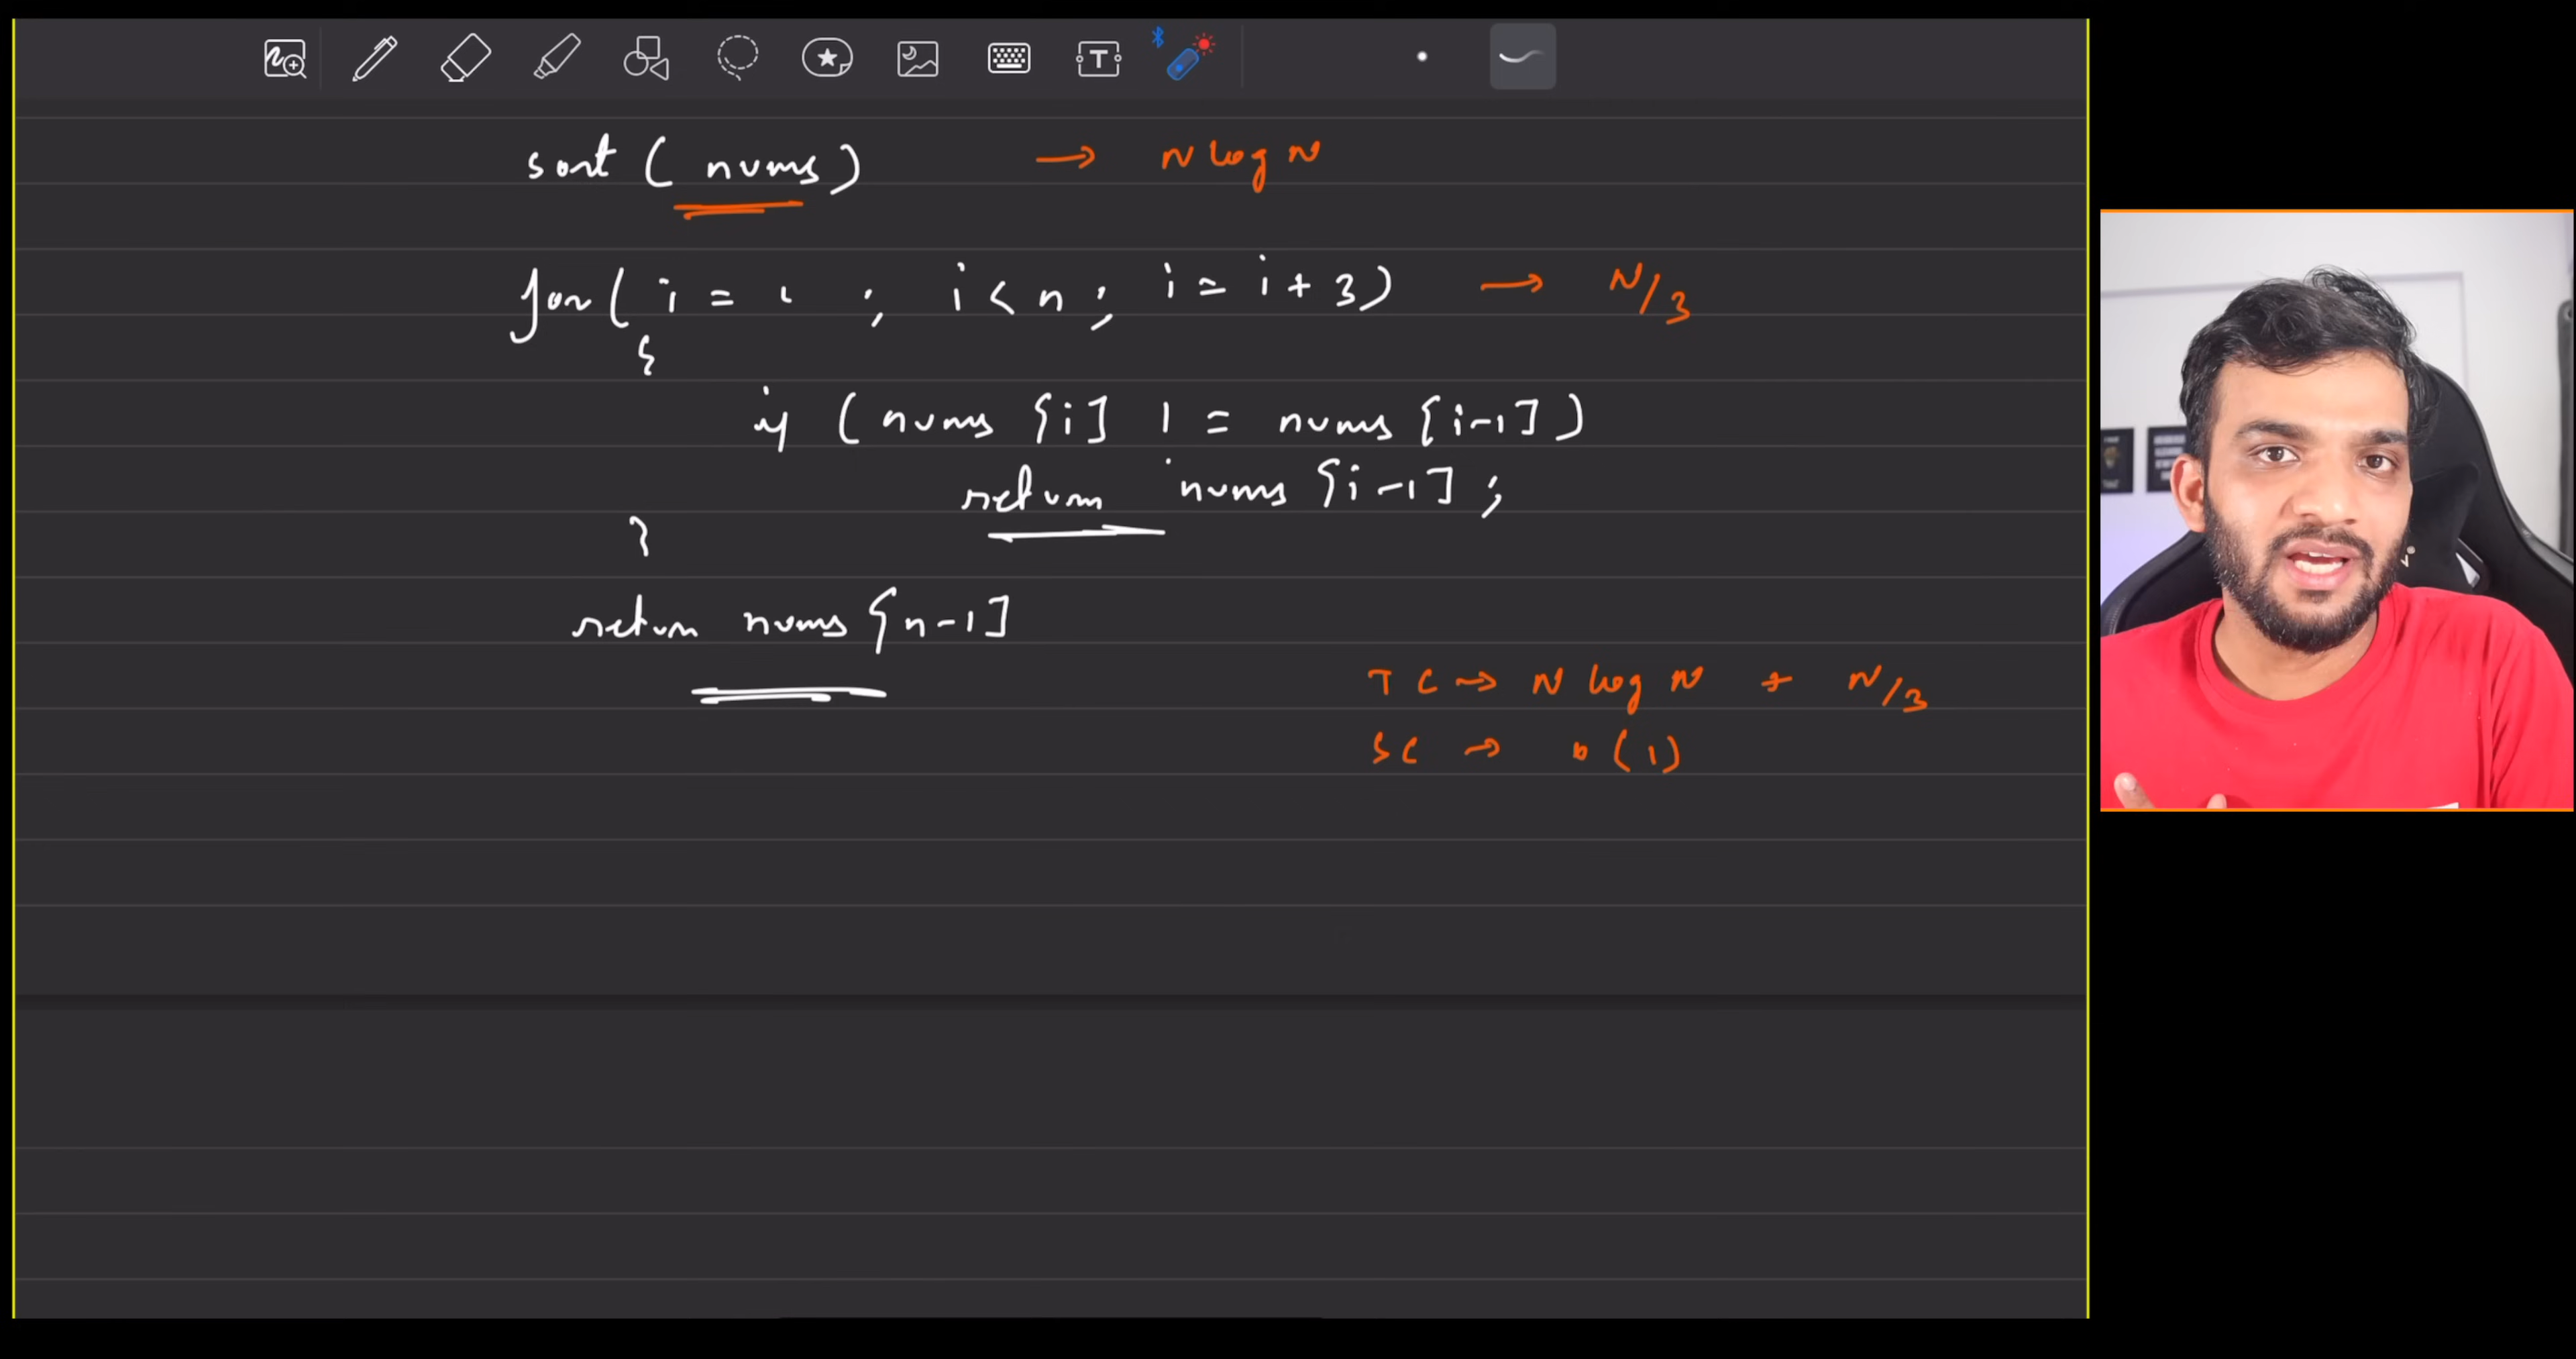 sort ( nums ) → N log N
for ( i = 1 ; i < n ; i = i + 3 ) → N/3
{
if ( nums [i] != nums [i-1] )
return nums [i-1] ;
}
return nums [n-1]
TC → N log N + N/3
SC → O(1)